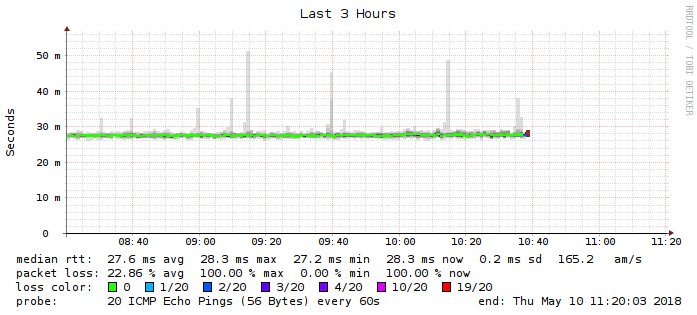 Last 3 Hours
RRDTOOL / TOBI OETIKER
Seconds
50 m
40 m
30 m
20 m
10 m
0
08:40 09:00 09:20 09:40 10:00 10:20 10:40 11:00 11:20
median rtt: 27.6 ms avg 28.3 ms max 27.2 ms min 28.3 ms now 0.2 ms sd 165.2 am/s
packet loss: 22.86 % avg 100.00 % max 0.00 % min 100.00 % now
loss color: 0 1/20 2/20 3/20 4/20 10/20 19/20
probe: 20 ICMP Echo Pings (56 Bytes) every 60s end: Thu May 10 11:20:03 2018